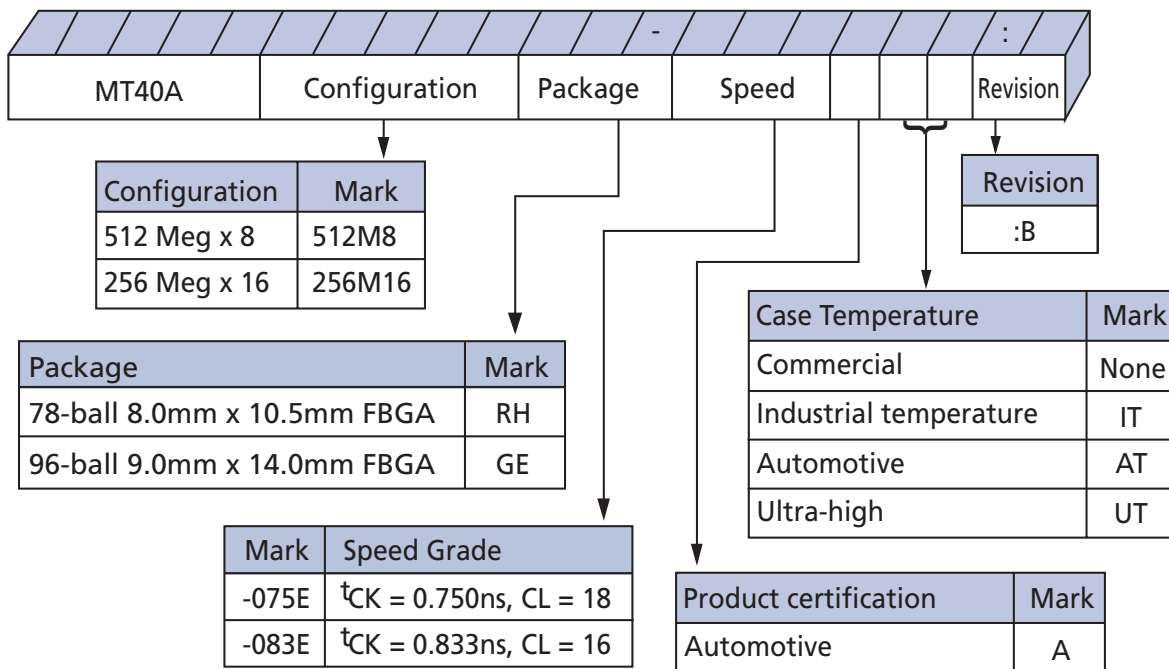 - :
MT40A Configuration Package Speed Revision
Configuration Mark
512 Meg x 8 512M8
256 Meg x 16 256M16
Revision
:B
Package Mark
78-ball 8.0mm x 10.5mm FBGA RH
96-ball 9.0mm x 14.0mm FBGA GE
Case Temperature Mark
Commercial None
Industrial temperature IT
Automotive AT
Ultra-high UT
Mark Speed Grade
-075E tCK = 0.750ns, CL = 18
-083E tCK = 0.833ns, CL = 16
Product certification Mark
Automotive A